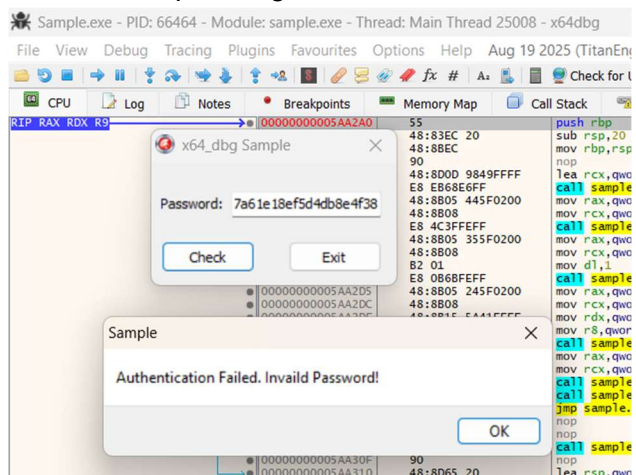 Sample.exe - PID: 66464 - Module: sample.exe - Thread: Main Thread 25008 - x64dbg
File View Debug Tracing Plugins Favourites Options Help Aug 19 2025 (TitanEng
fx # Az Check for U
CPU Log Notes Breakpoints Memory Map Call Stack
RIP RAX RDX R9 00000000005AA2A0 55 push rbp
48:83EC 20 sub rsp,20
x64_dbg Sample 48:8BEC mov rbp,rsp
90 nop
48:8D0D 9849FFFF lea rcx,qwo
E8 EB68E6FF call sample
Password: 7a61e18ef5d4db8e4f38 48:8B05 445F0200 mov rax,qwo
48:8B08 mov rcx,qwo
E8 4C3FFEFF call sample
48:8B05 355F0200 mov rax,qwo
Check Exit 48:8B08 mov rcx,qwo
B2 01 mov dl,1
E8 0B6BFEFF call sample
00000000005AA2D5 48:8B05 245F0200 mov rax,qwo
00000000005AA2DC 48:8B08 mov rcx,qwo
mov rdx,qwo
Sample mov r8,qwor
call sample
mov rax,qwo
mov rcx,qwo
Authentication Failed. Invaild Password! call sample
call sample
jmp sample.
nop
OK nop
call sample
00000000005AA30F 90 nop
00000000005AA310 48:8D65 20 lea rsp,qwo